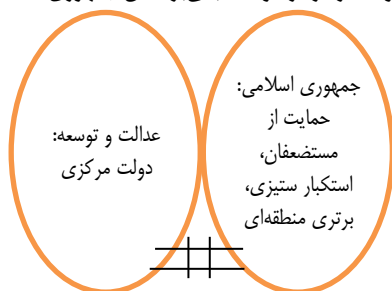 جمهوری اسلامی:
حمایت از
مستضعفان،
استکبار ستیزی،
برتری منطقه‌ای
عدالت و توسعه:
دولت مرکزی